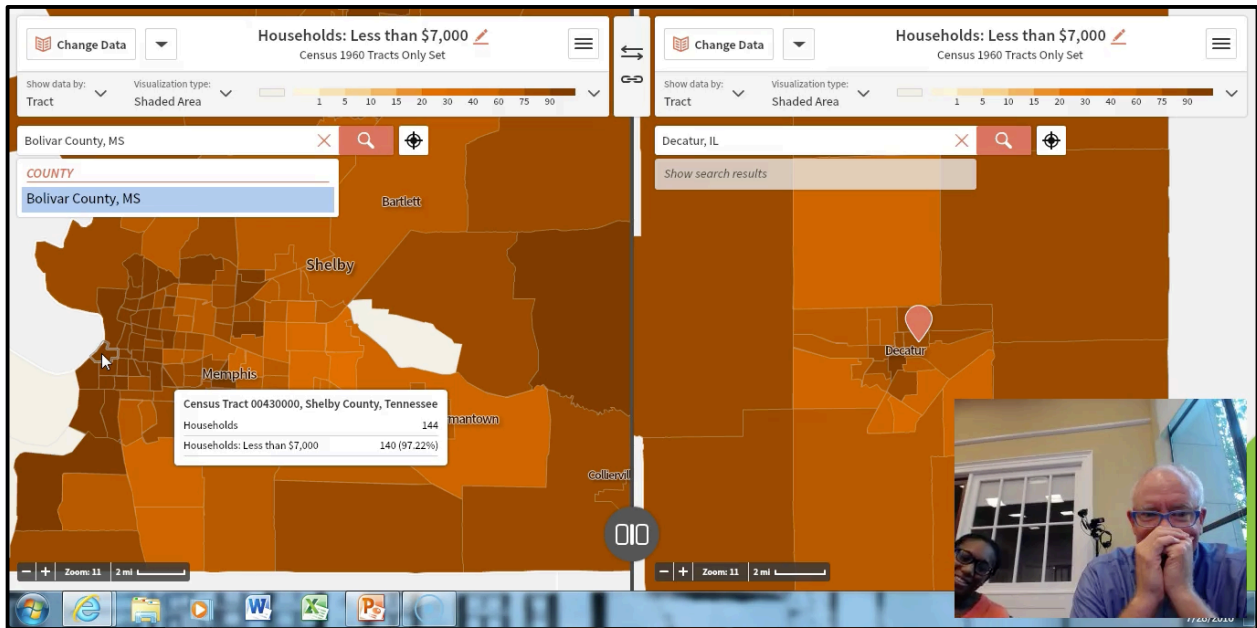 Change Data
Households: Less than $7,000
Census 1960 Tracts Only Set
Show data by:
Tract
Visualization type:
Shaded Area
1 5 10 15 20 30 40 60 75 90
Bolivar County, MS
COUNTY
Bolivar County, MS
Bartlett
Shelby
Memphis
Census Tract 00430000, Shelby County, Tennessee
Households 144
Households: Less than $7,000 140 (97.22%)
mantown
Colliervil
Zoom: 11 2 mi
Change Data
Households: Less than $7,000
Census 1960 Tracts Only Set
Show data by:
Tract
Visualization type:
Shaded Area
1 5 10 15 20 30 40 60 75 90
Decatur, IL
Show search results
Decatur
Zoom: 11 2 mi